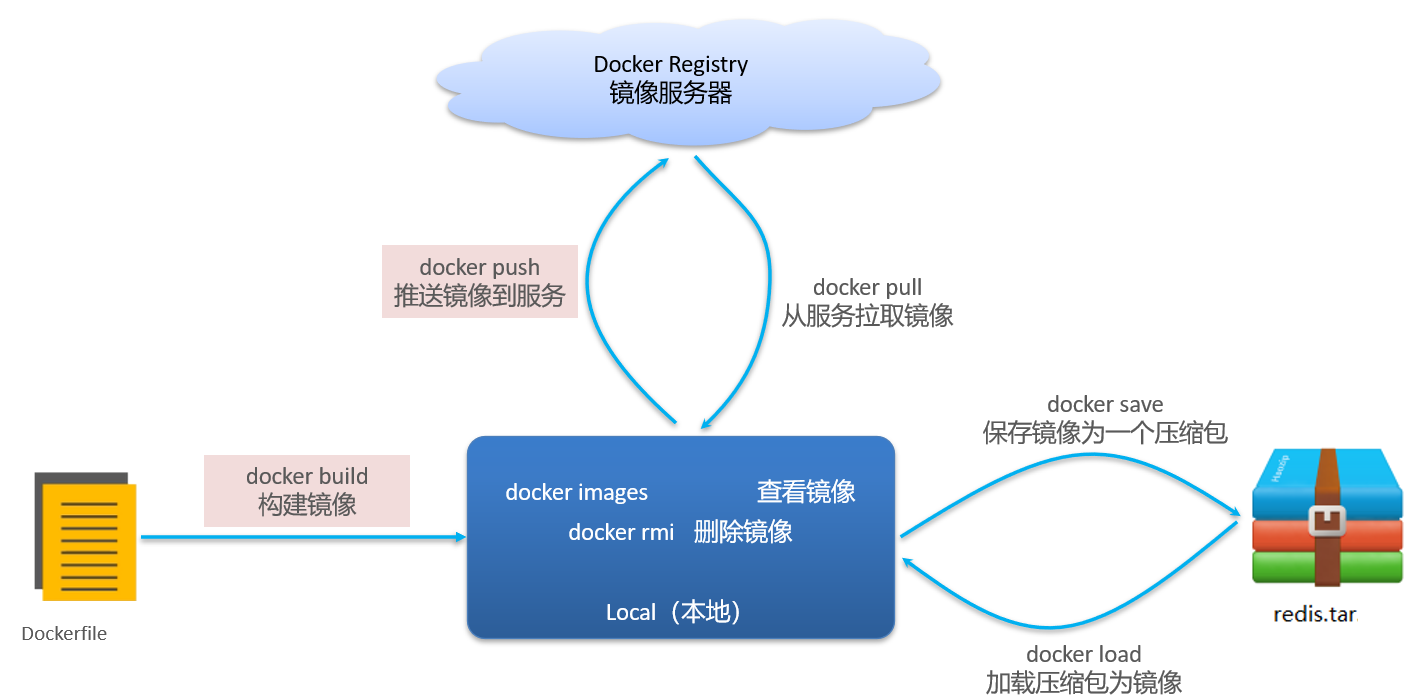 Docker Registry
镜像服务器
docker push
推送镜像到服务
docker pull
从服务拉取镜像
docker save
保存镜像为一个压缩包
docker build
构建镜像
docker images 查看镜像
docker rmi 删除镜像
Local（本地）
Haozip
redis.tar
Dockerfile
docker load
加载压缩包为镜像